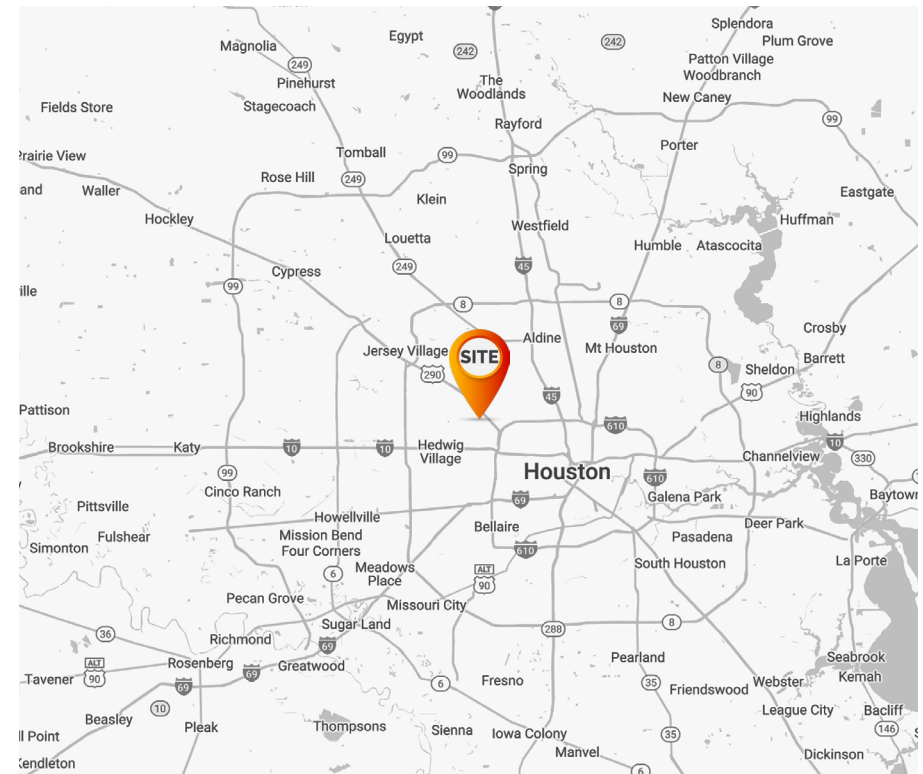 Splendora
Egypt
242
242
Plum Grove
Magnolia
249
Patton Village
Pinehurst
The
Woodlands
Woodbranch
Stagecoach
New Caney
Fields Store
Rayford
99
Porter
Prairie View
Tomball
99
Spring
Rose Hill
249
Waller
Klein
Eastgate
Hockley
Westfield
Huffman
Louetta
Humble
Atascocita
Cypress
249
45
99
8
8
69
Crosby
Aldine
Mt Houston
Jersey Village
SITE
Barrett
290
8
Sheldon
45
90
Pattison
Highlands
610
Brookshire
Katy
10
10
Hedwig
Village
10
Channelview
330
99
Houston
610
Cinco Ranch
69
Galena Park
Baytown
Pittsville
Howellville
Bellaire
Deer Park
Fulshear
Mission Bend
Pasadena
Simonton
Four Corners
610
La Porte
Meadows
Place
6
ALT
90
South Houston
Pecan Grove
Missouri City
Sugar Land
288
8
36
Richmond
69
Rosenberg
Greatwood
Pearland
Seabrook
ALT
90
69
69
Tavener
6
Fresno
35
Friendswood
Webster
Kemah
10
League City
Bacliff
Beasley
Pleak
Thompsons
Sienna
Iowa Colony
35
146
Manvel
Dickinson
6